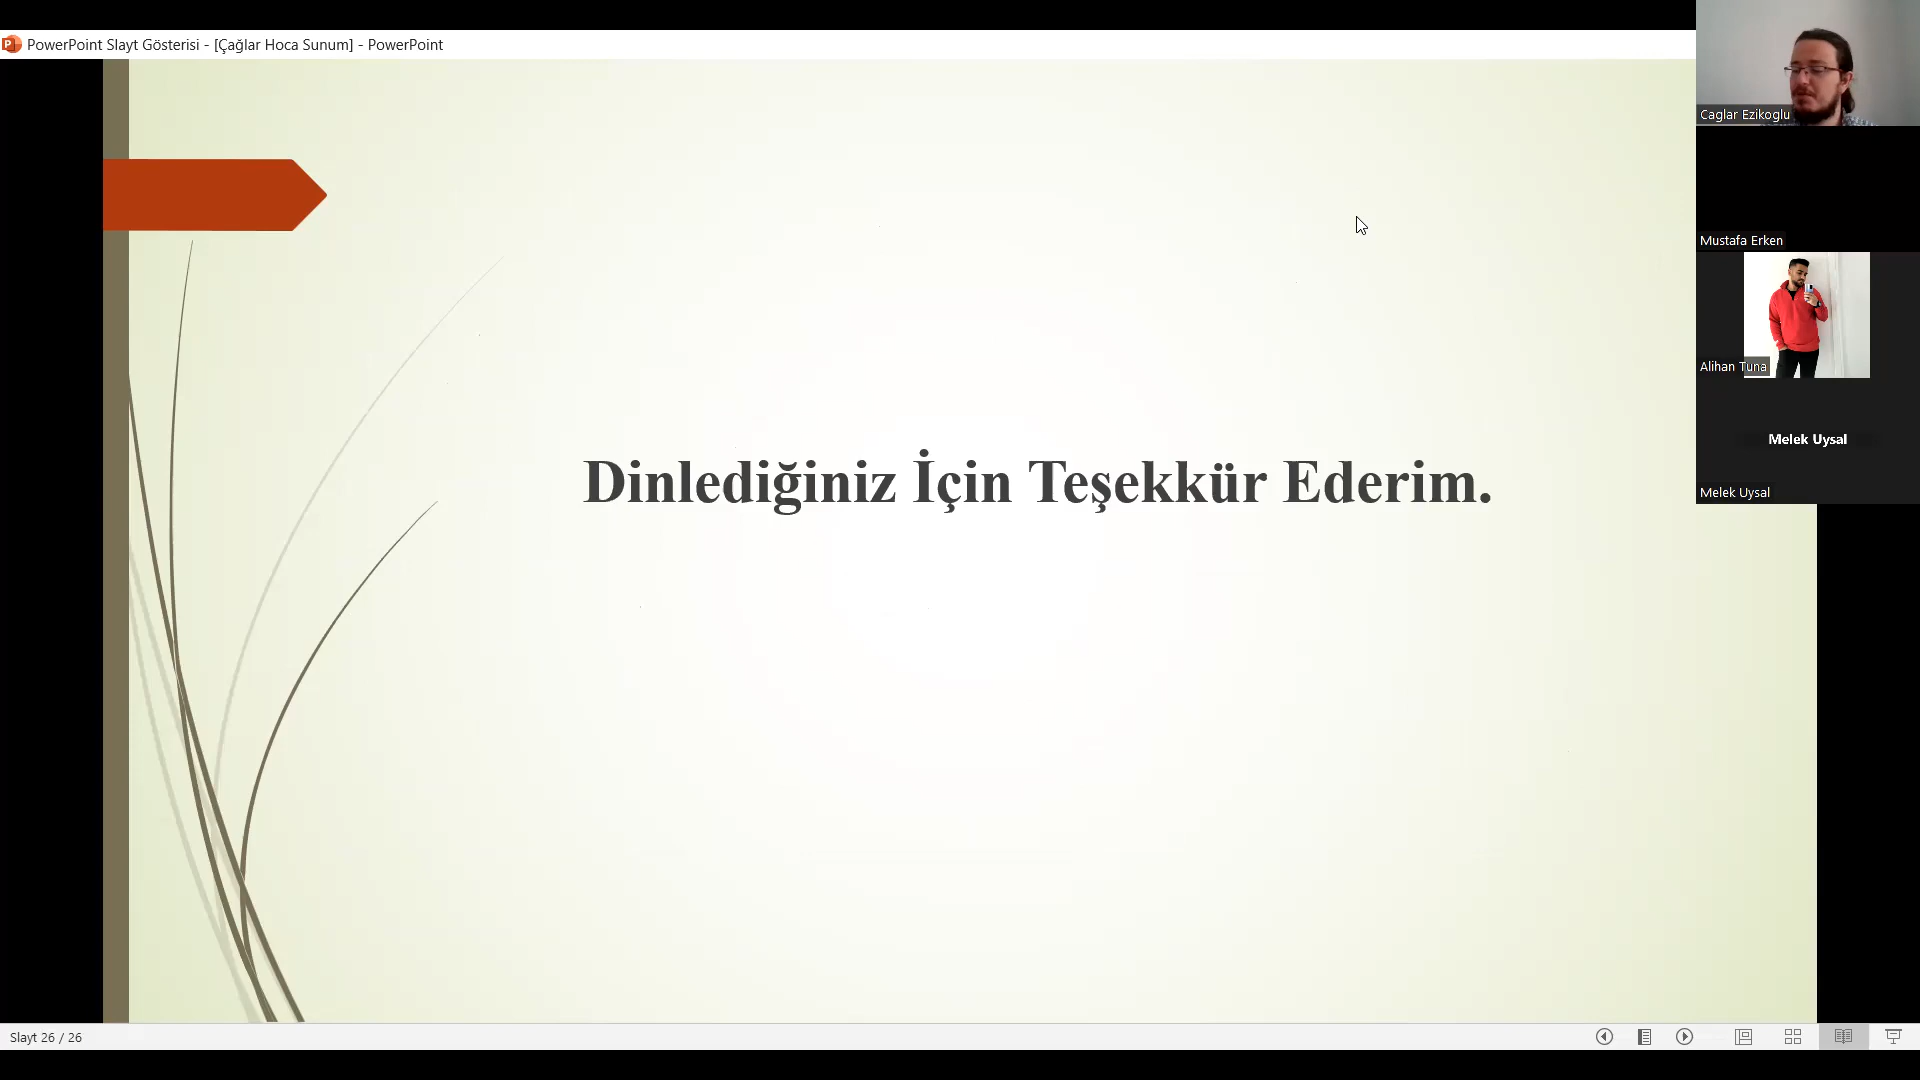 PowerPoint Slayt Gösterisi - [Çağlar Hoca Sunum] - PowerPoint
Caglar Ezikoglu
Mustafa Erken
Alihan Tuna
Melek Uysal
Melek Uysal
Dinlediğiniz İçin Teşekkür Ederim.
Slayt 26 / 26